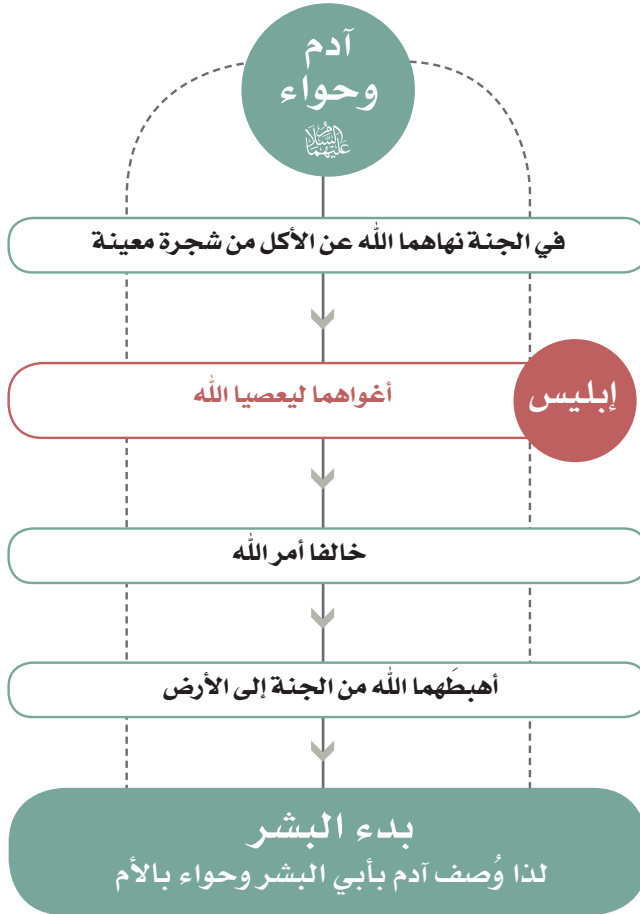 آدم
وحواء
عليهما السلام
في الجنة نهاهما الله عن الأكل من شجرة معينة
إبليس
أغواهما ليعصيا الله
خالفا أمر الله
أهبطَهما الله من الجنة إلى الأرض
بدء البشر
لذا وُصف آدم بأبي البشر وحواء بالأم